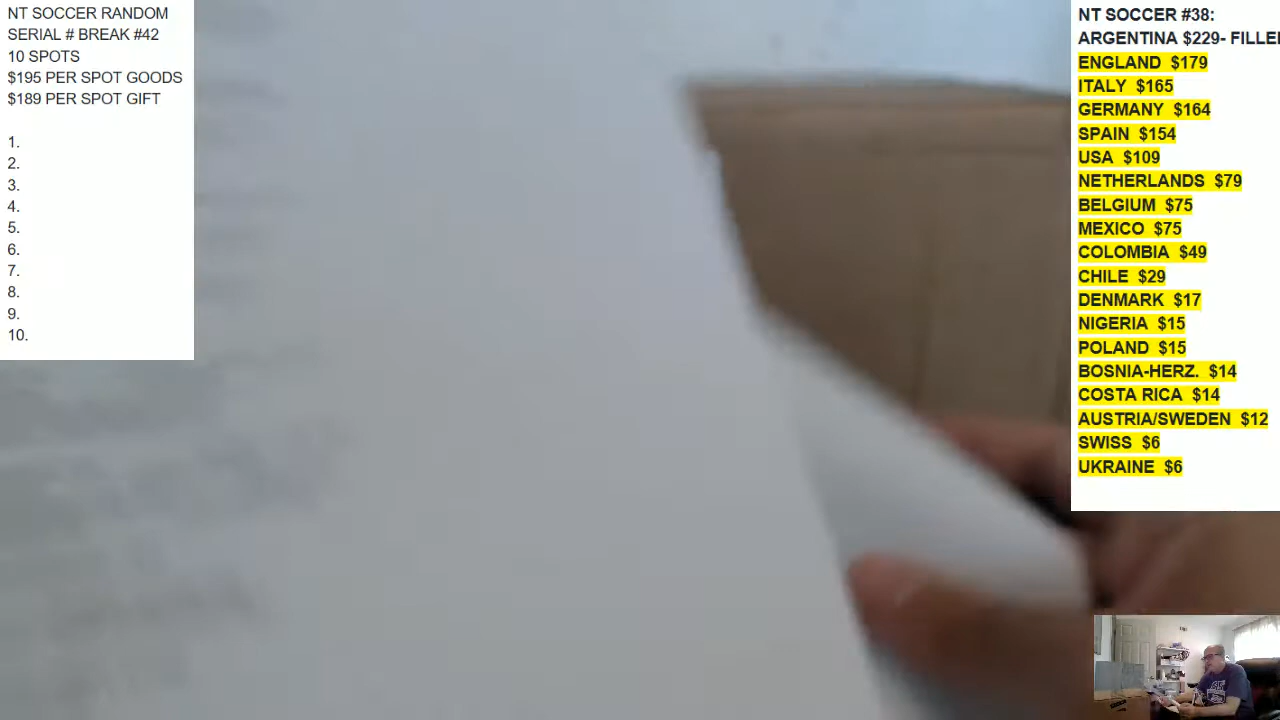 NT SOCCER RANDOM
SERIAL # BREAK #42
10 SPOTS
$195 PER SPOT GOODS
$189 PER SPOT GIFT
1.
2.
3.
4.
5.
6.
7.
8.
9.
10.
NT SOCCER #38:
ARGENTINA $229- FILLE
ENGLAND $179
ITALY $165
GERMANY $164
SPAIN $154
USA $109
NETHERLANDS $79
BELGIUM $75
MEXICO $75
COLOMBIA $49
CHILE $29
DENMARK $17
NIGERIA $15
POLAND $15
BOSNIA-HERZ. $14
COSTA RICA $14
AUSTRIA/SWEDEN $12
SWISS $6
UKRAINE $6